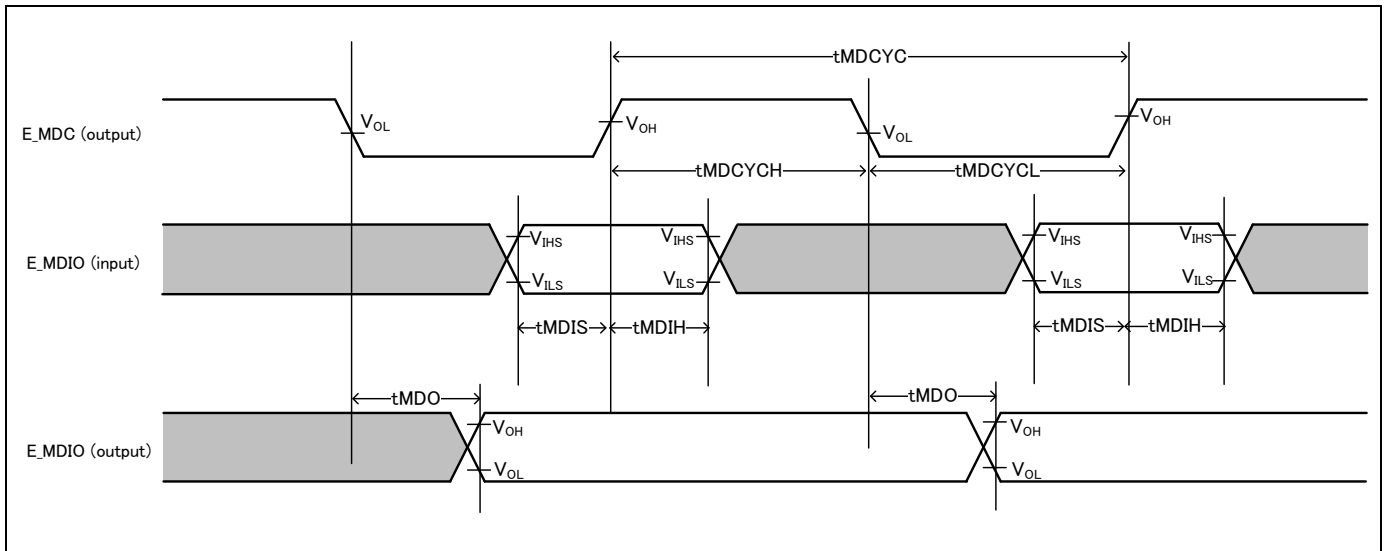 tMDCYC
E_MDC (output)
VOL
VOH
VOL
VOH
tMDCYCH
tMDCYCL
E_MDIO (input)
VIHS
VIHS
VIHS
VIHS
VILS
VILS
VILS
VILS
tMDIS
tMDIH
tMDIS
tMDIH
tMDO
tMDO
E_MDIO (output)
VOH
VOH
VOL
VOL